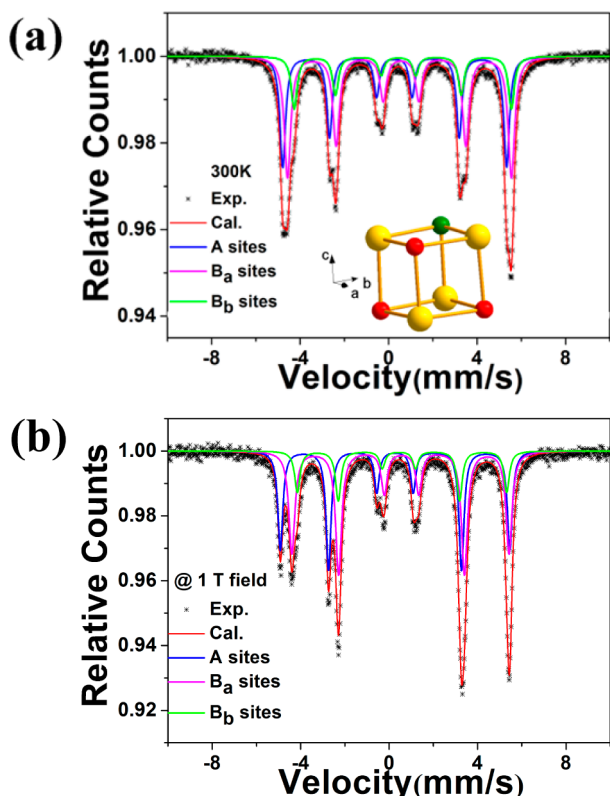 (a)
Relative Counts
1.00
0.98
0.96
0.94
300K
Exp.
Cal.
A sites
Ba sites
Bb sites
c
b
a
-8 -4 0 4 8
Velocity(mm/s)
(b)
Relative Counts
1.00
0.98
0.96
0.94
0.92
@ 1 T field
Exp.
Cal.
A sites
Ba sites
Bb sites
-8 -4 0 4 8
Velocity(mm/s)